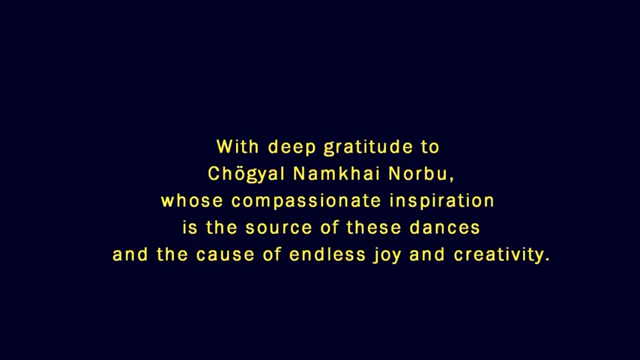 With deep gratitude to
Chögyal Namkhai Norbu,
whose compassionate inspiration
is the source of these dances
and the cause of endless joy and creativity.